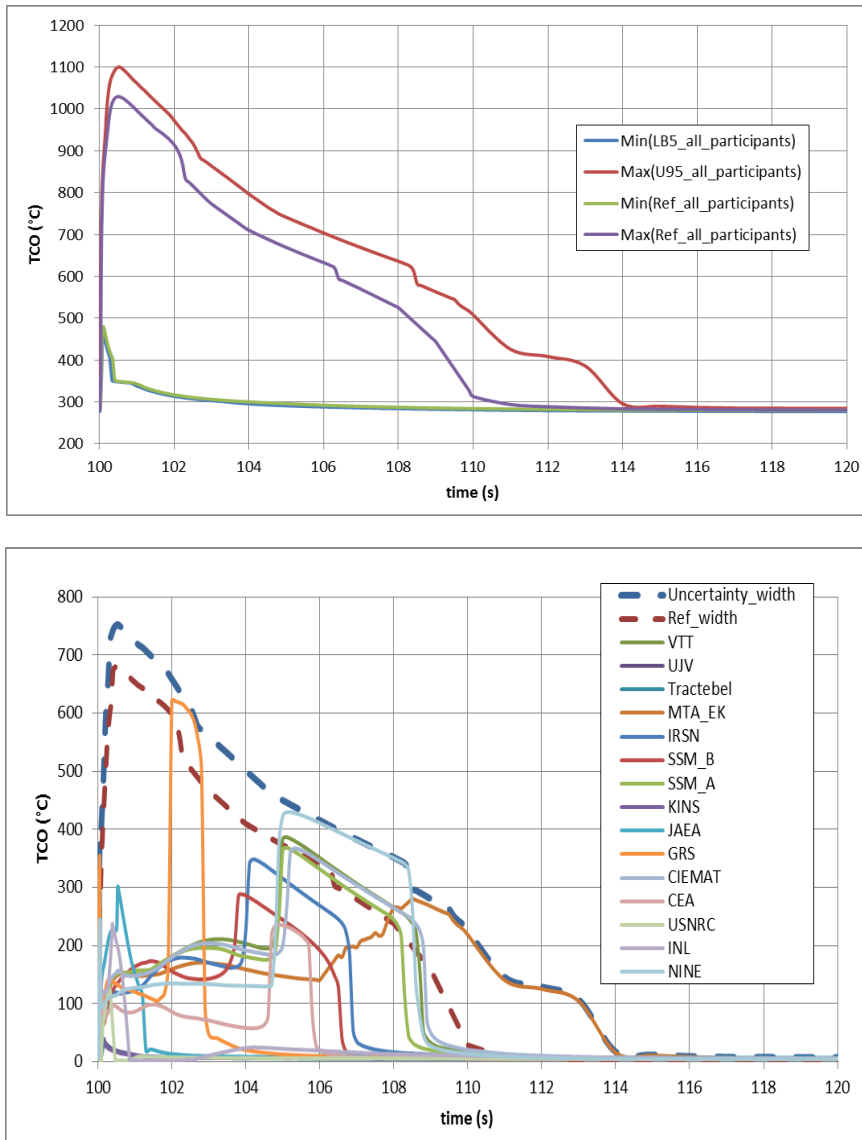 1200
1100
1000
900
800
700
600
500
400
300
200
TCO (°C)
Min(LB5_all_participants)
Max(U95_all_participants)
Min(Ref_all_participants)
Max(Ref_all_participants)
100 102 104 106 108 110 112 114 116 118 120
time (s)
800
700
600
500
400
300
200
100
0
TCO (°C)
Uncertainty_width
Ref_width
VTT
UJV
Tractebel
MTA_EK
IRSN
SSM_B
SSM_A
KINS
JAEA
GRS
CIEMAT
CEA
USNRC
INL
NINE
100 102 104 106 108 110 112 114 116 118 120
time (s)